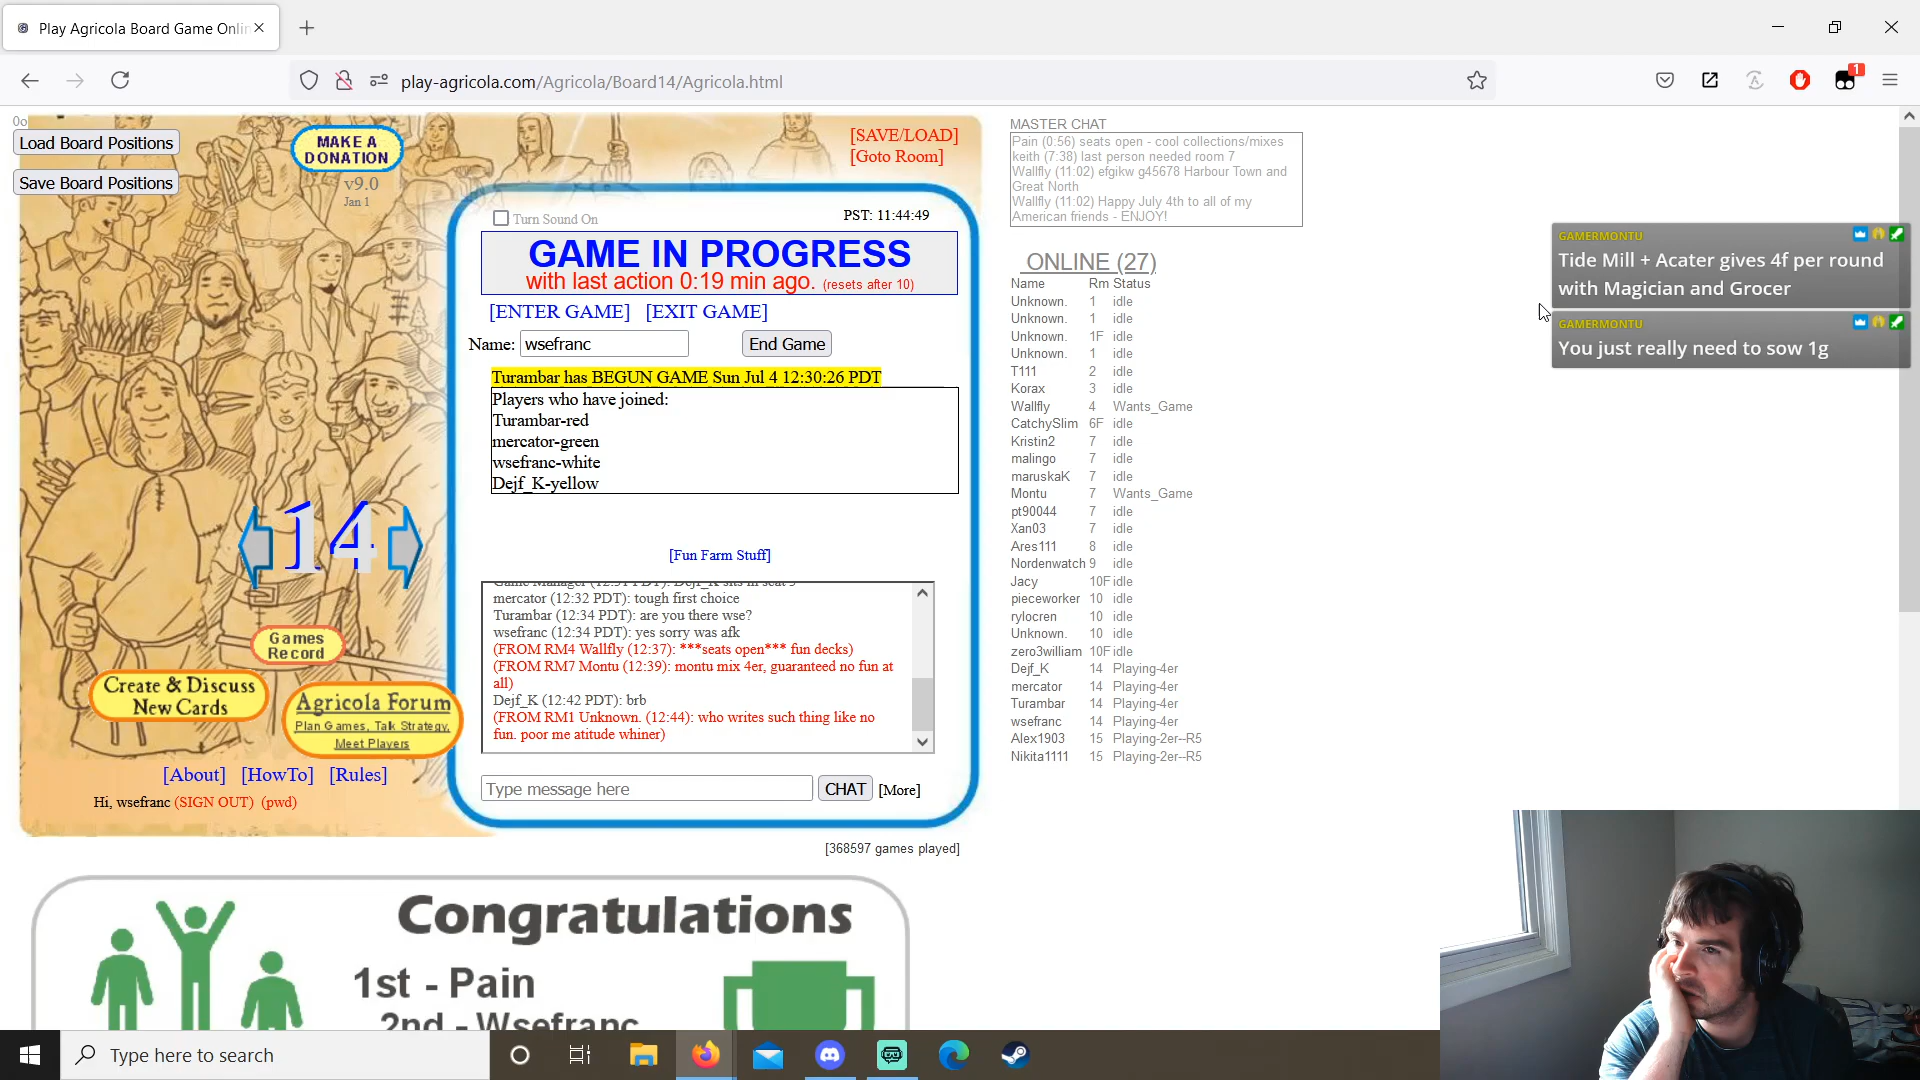 Play Agricola Board Game Onlin
play-agricola.com/Agricola/Board14/Agricola.html
1
0o
Load Board Positions
Save Board Positions
MAKE A
DONATION
v9.0
Jan 1
[SAVE/LOAD]
[Goto Room]
Turn Sound On
PST: 11:44:49
GAME IN PROGRESS
with last action 0:19 min ago. (resets after 10)
[ENTER GAME] [EXIT GAME]
Name: wsefranc
End Game
Turambar has BEGUN GAME Sun Jul 4 12:30:26 PDT
Players who have joined:
Turambar-red
mercator-green
wsefranc-white
Dejf_K-yellow
14
[Fun Farm Stuff]
mercator (12:32 PDT): tough first choice
Turambar (12:34 PDT): are you there wse?
wsefranc (12:34 PDT): yes sorry was afk
(FROM RM4 Wallfly (12:37): ***seats open*** fun decks)
(FROM RM7 Montu (12:39): montu mix 4er, guaranteed no fun at
all)
Dejf_K (12:42 PDT): brb
(FROM RM1 Unknown. (12:44): who writes such thing like no
fun. poor me atitude whiner)
Type message here
CHAT
[More]
Games
Record
Create & Discuss
New Cards
Agricola Forum
Plan Games, Talk Strategy,
Meet Players
[About] [HowTo] [Rules]
Hi, wsefranc (SIGN OUT) (pwd)
[368597 games played]
Congratulations
1st - Pain
2nd - Wsefranc
MASTER CHAT
Pain (0:56) seats open - cool collections/mixes
keith (7:38) last person needed room 7
Wallfly (11:02) efgikw g45678 Harbour Town and
Great North
Wallfly (11:02) Happy July 4th to all of my
American friends - ENJOY!
ONLINE (27)
Name Rm Status
Unknown. 1 idle
Unknown. 1 idle
Unknown. 1F idle
Unknown. 1 idle
T111 2 idle
Korax 3 idle
Wallfly 4 Wants_Game
CatchySlim 6F idle
Kristin2 7 idle
malingo 7 idle
maruskaK 7 idle
Montu 7 Wants_Game
pt90044 7 idle
Xan03 7 idle
Ares111 8 idle
Nordenwatch 9 idle
Jacy 10F idle
pieceworker 10 idle
rylocren 10 idle
Unknown. 10 idle
zero3william 10F idle
Dejf_K 14 Playing-4er
mercator 14 Playing-4er
Turambar 14 Playing-4er
wsefranc 14 Playing-4er
Alex1903 15 Playing-2er--R5
Nikita1111 15 Playing-2er--R5
GAMERMONTU
Tide Mill + Acater gives 4f per round
with Magician and Grocer
GAMERMONTU
You just really need to sow 1g
Type here to search